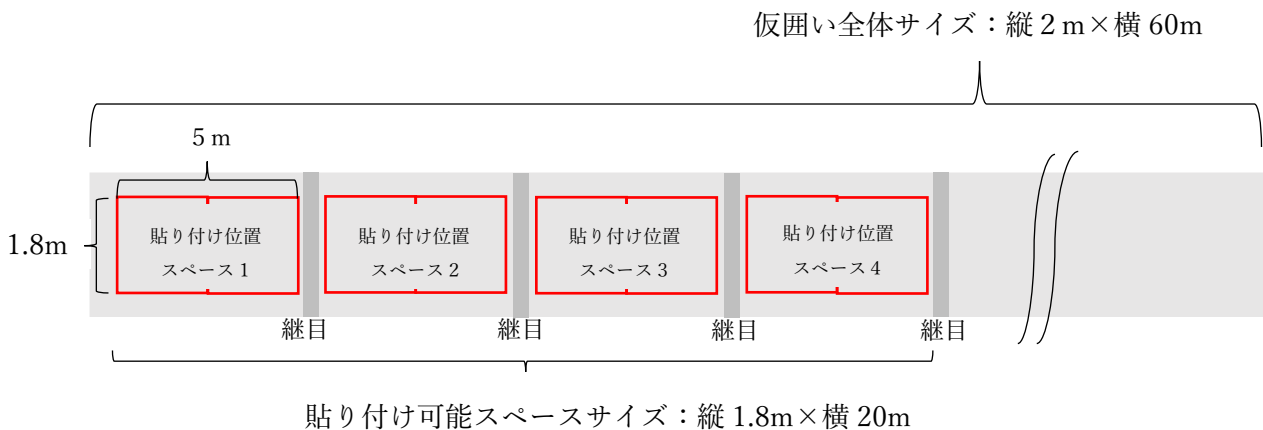 仮囲い全体サイズ：縦２ｍ×横 60m
5 m
1.8m
貼り付け位置
スペース 1
貼り付け位置
スペース 2
貼り付け位置
スペース 3
貼り付け位置
スペース 4
継目
継目
継目
継目
貼り付け可能スペースサイズ：縦 1.8m×横 20m